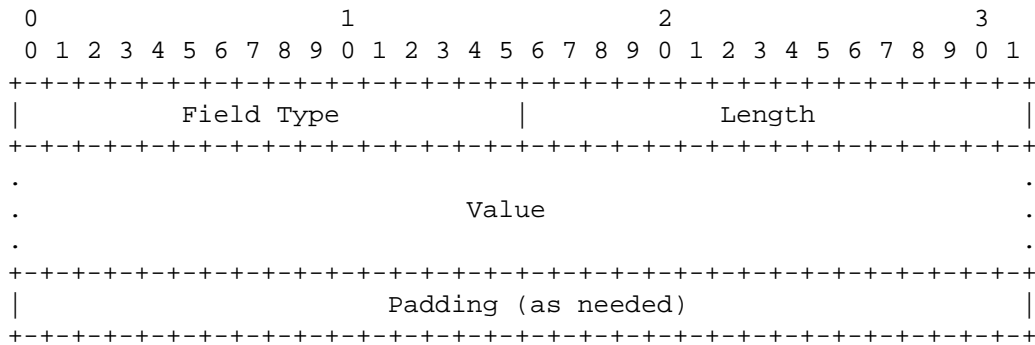 0                   1                   2                   3
 0 1 2 3 4 5 6 7 8 9 0 1 2 3 4 5 6 7 8 9 0 1 2 3 4 5 6 7 8 9 0 1
+-+-+-+-+-+-+-+-+-+-+-+-+-+-+-+-+-+-+-+-+-+-+-+-+-+-+-+-+-+-+-+-+
|          Field Type           |            Length             |
+-+-+-+-+-+-+-+-+-+-+-+-+-+-+-+-+-+-+-+-+-+-+-+-+-+-+-+-+-+-+-+-+
.                                                               .
.                            Value                              .
.                                                               .
+-+-+-+-+-+-+-+-+-+-+-+-+-+-+-+-+-+-+-+-+-+-+-+-+-+-+-+-+-+-+-+-+
|                       Padding (as needed)                     |
+-+-+-+-+-+-+-+-+-+-+-+-+-+-+-+-+-+-+-+-+-+-+-+-+-+-+-+-+-+-+-+-+